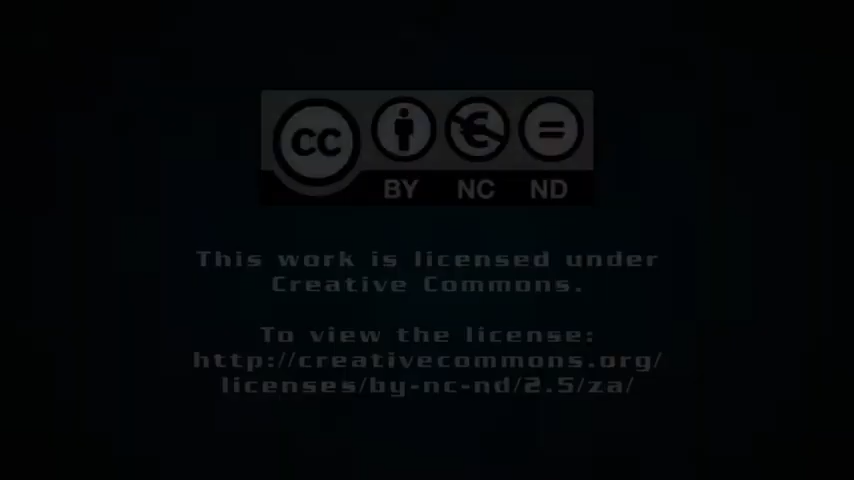 CC
BY NC ND
This work is licensed under
Creative Commons.
To view the license:
http://creativecommons.org/
licenses/by-nc-nd/2.5/za/